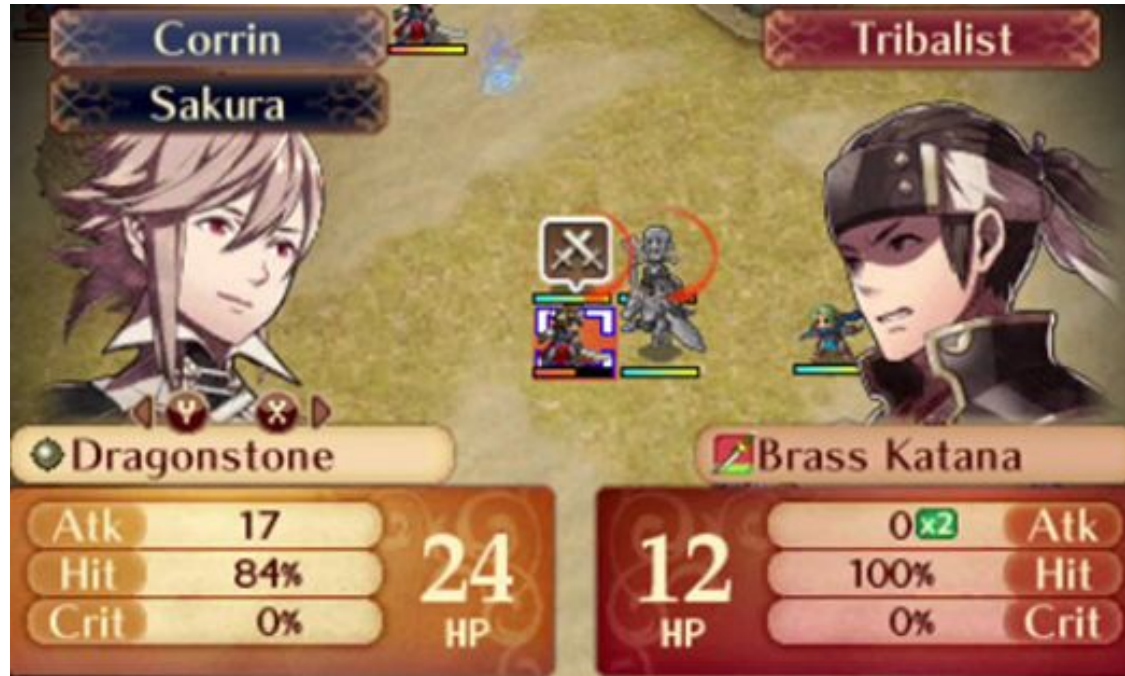 Corrin
Tribalist
Sakura
Y X
Dragonstone
Brass Katana
Atk 17
0 x2 Atk
Hit 84%
100% Hit
Crit 0%
0% Crit
24
HP
12
HP